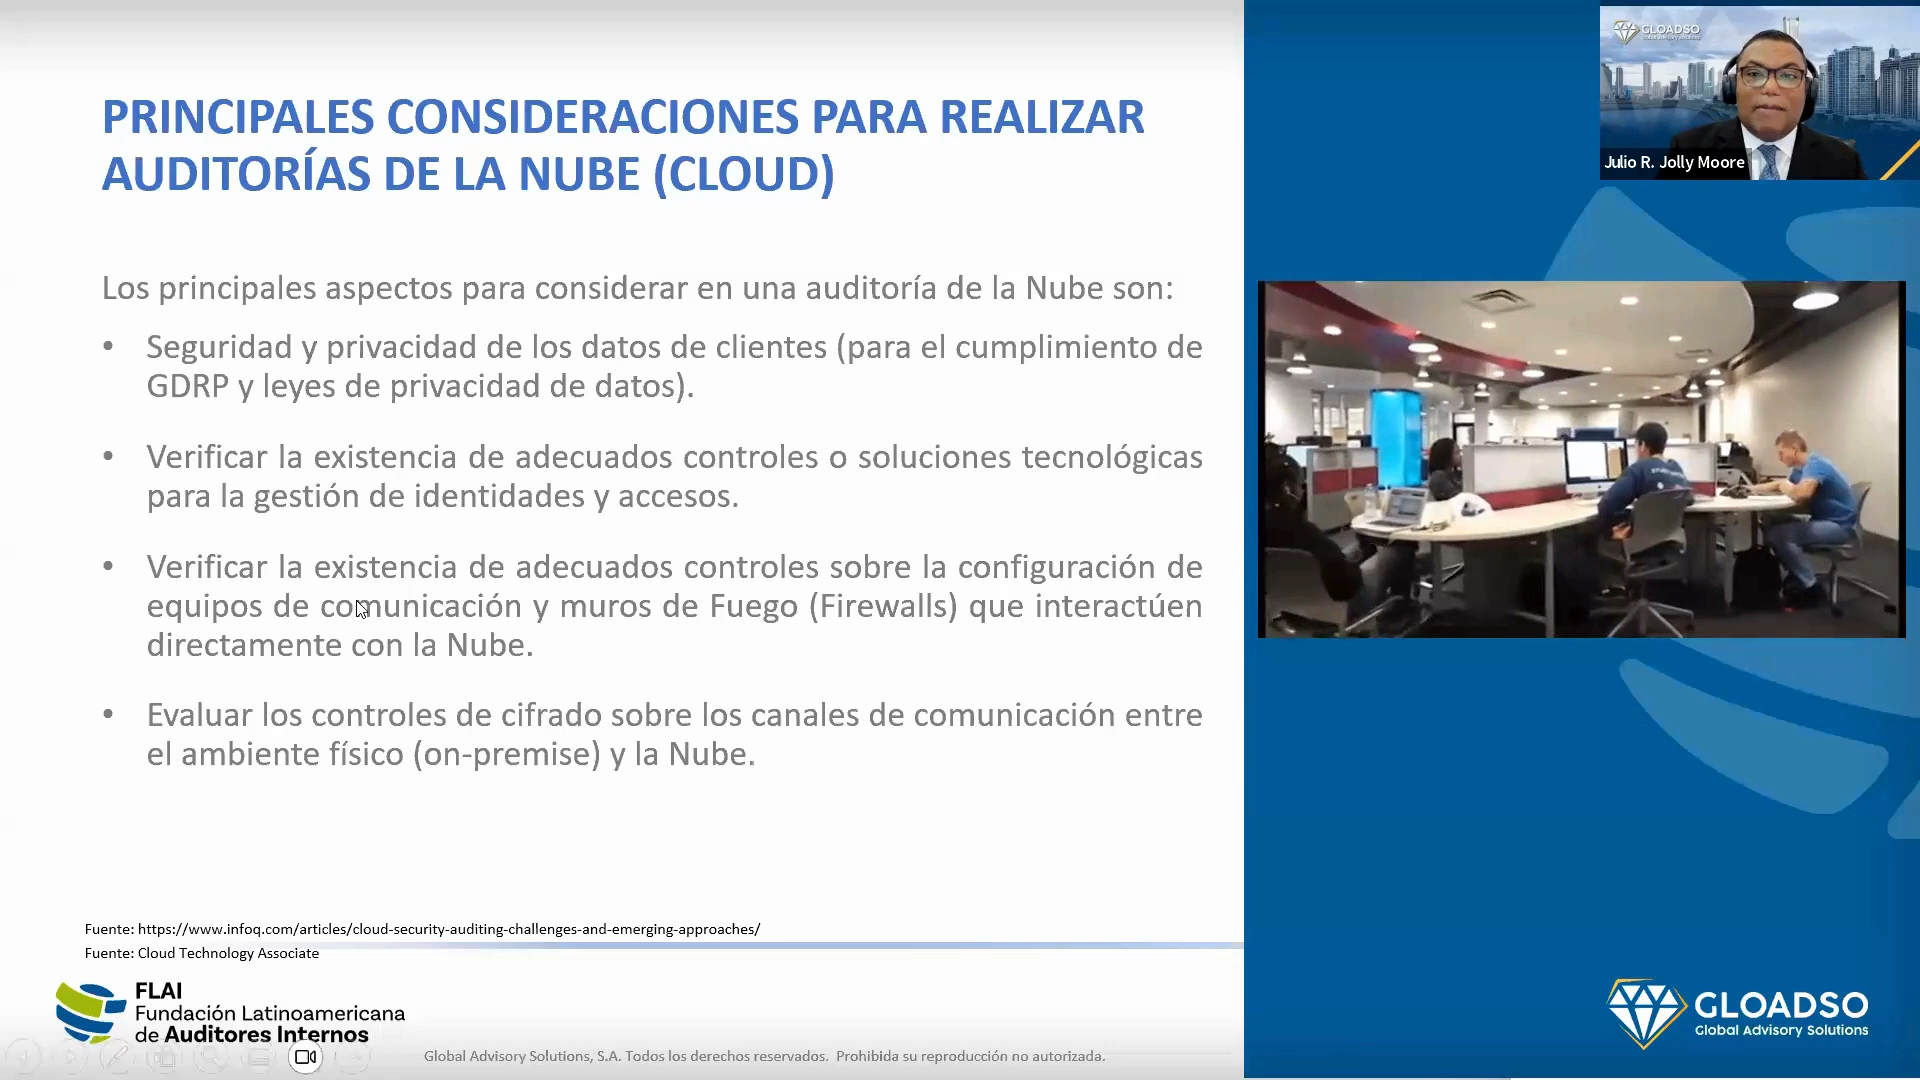 PRINCIPALES CONSIDERACIONES PARA REALIZAR
AUDITORÍAS DE LA NUBE (CLOUD)
Los principales aspectos para considerar en una auditoría de la Nube son:
• Seguridad y privacidad de los datos de clientes (para el cumplimiento de
GDRP y leyes de privacidad de datos).
• Verificar la existencia de adecuados controles o soluciones tecnológicas
para la gestión de identidades y accesos.
• Verificar la existencia de adecuados controles sobre la configuración de
equipos de comunicación y muros de Fuego (Firewalls) que interactúen
directamente con la Nube.
• Evaluar los controles de cifrado sobre los canales de comunicación entre
el ambiente físico (on-premise) y la Nube.
Fuente: https://www.infoq.com/articles/cloud-security-auditing-challenges-and-emerging-approaches/
Fuente: Cloud Technology Associate
FLAI
Fundación Latinoamericana
de Auditores Internos
Global Advisory Solutions, S.A. Todos los derechos reservados. Prohibida su reproducción no autorizada.
GLOADSO
Julio R. Jolly Moore
GLOADSO
Global Advisory Solutions